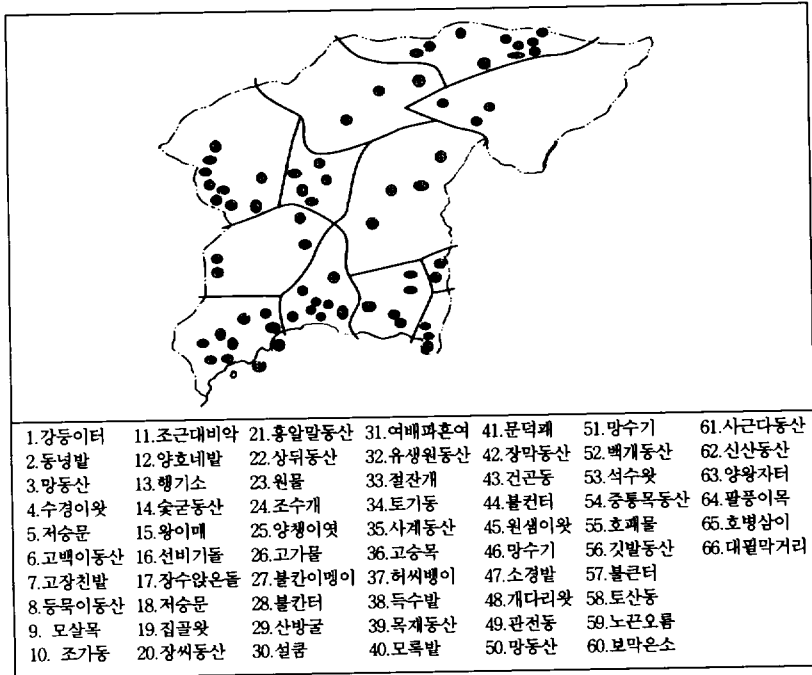 1.강둥이터 11.조근대비악 21.흥알말동산 31.여배파혼여 41.문덕괘 51.망수기 61.사근다동산
2.동녕밭 12.양호네밭 22.상뒤동산 32.유생원동산 42.장막동산 52.백개동산 62.신산동산
3.망동산 13.행기소 23.원물 33.절잔개 43.건곤동 53.석수왓 63.양왕자터
4.수경이왓 14.숯굳동산 24.조수개 34.토기동 44.불컨터 54.중통목동산 64.팔풍이목
5.저승문 15.왕이매 25.양쟁이엿 35.사계동산 45.원샘이왓 55.호패물 65.호병삼이
6.고백이동산 16.선비기돌 26.고가물 36.고승목 46.망수기 56.깃발동산 66.대핕막거리
7.고장친밭 17.장수앉은돌 27.불칸이멩이 37.허씨뱅이 47.소경밭 57.불큰터
8.등묵이동산 18.저승문 28.불칸터 38.득수밭 48.개다리왓 58.토산동
9. 모살목 19.집골왓 29.산방굴 39.목재동산 49.관전동 59.노끈오름
10. 조가동 20.장씨동산 30.설쿰 40.모록밭 50.망동산 60.보막은소